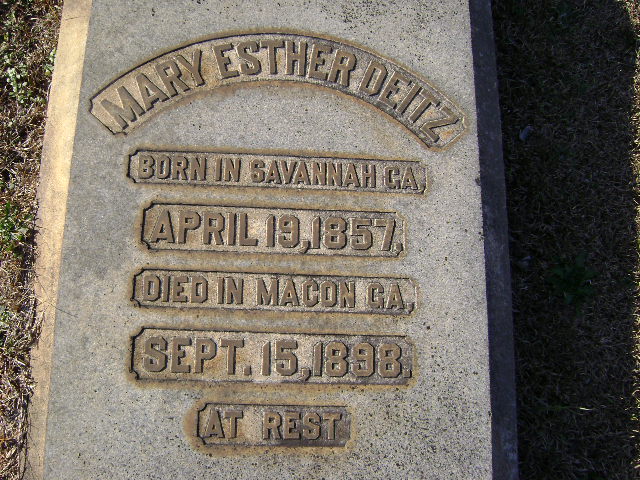 MARY ESTHER DEITZ
BORN IN SAVANNAH GA.
APRIL 19, 1857.
DIED IN MACON GA.,
SEPT. 15, 1898.
AT REST